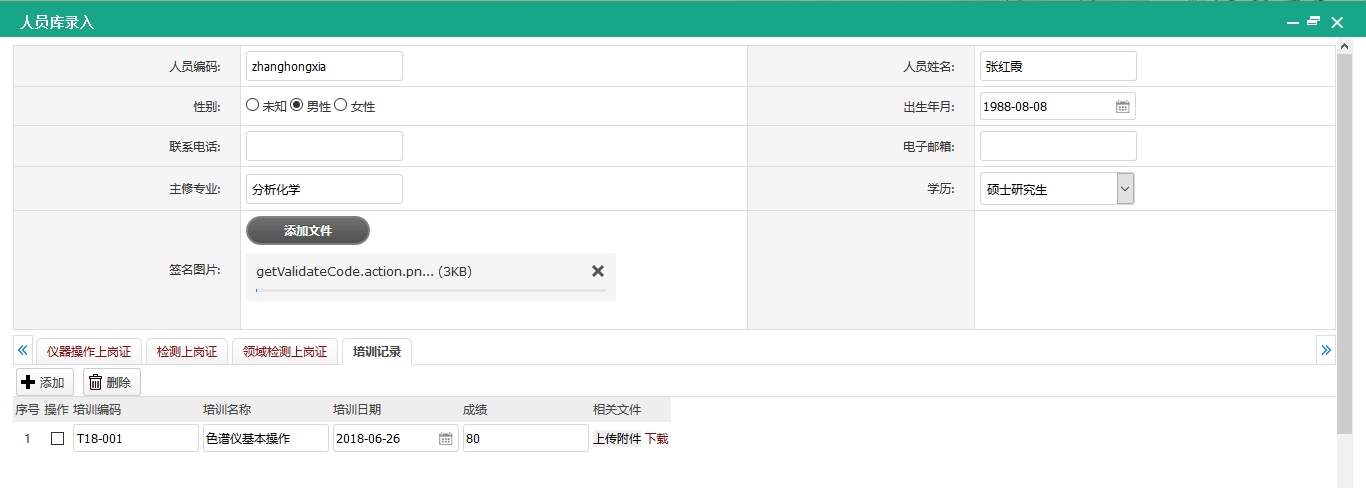 人员库录入
人员编码: zhanghongxia 人员姓名: 张红霞
性别: 未知 男性 女性 出生年月: 1988-08-08
联系电话: 电子邮箱:
主修专业: 分析化学 学历: 硕士研究生
添加文件
签名图片: getValidateCode.action.pn... (3KB)
仪器操作上岗证 检测上岗证 领域检测上岗证 培训记录
添加 删除
序号 操作 培训编码 培训名称 培训日期 成绩 相关文件
1 T18-001 色谱仪基本操作 2018-06-26 80 上传附件 下载